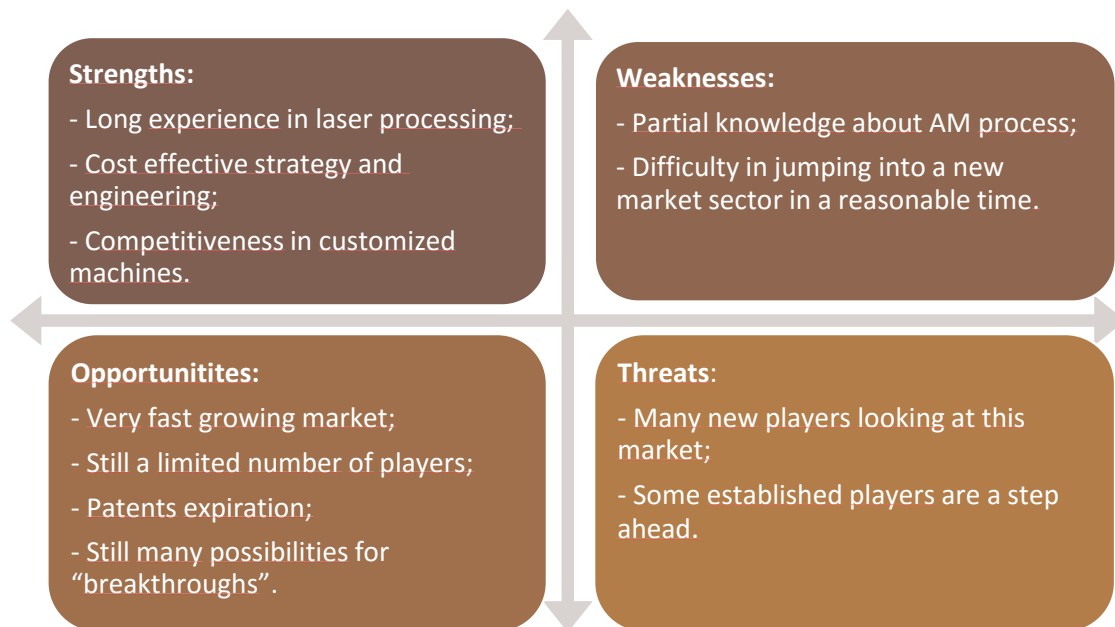 Strengths:
- Long experience in laser processing;
- Cost effective strategy and
engineering;
- Competitiveness in customized
machines.
Weaknesses:
- Partial knowledge about AM process;
- Difficulty in jumping into a new
market sector in a reasonable time.
Opportunitites:
- Very fast growing market;
- Still a limited number of players;
- Patents expiration;
- Still many possibilities for
“breakthroughs”.
Threats:
- Many new players looking at this
market;
- Some established players are a step
ahead.